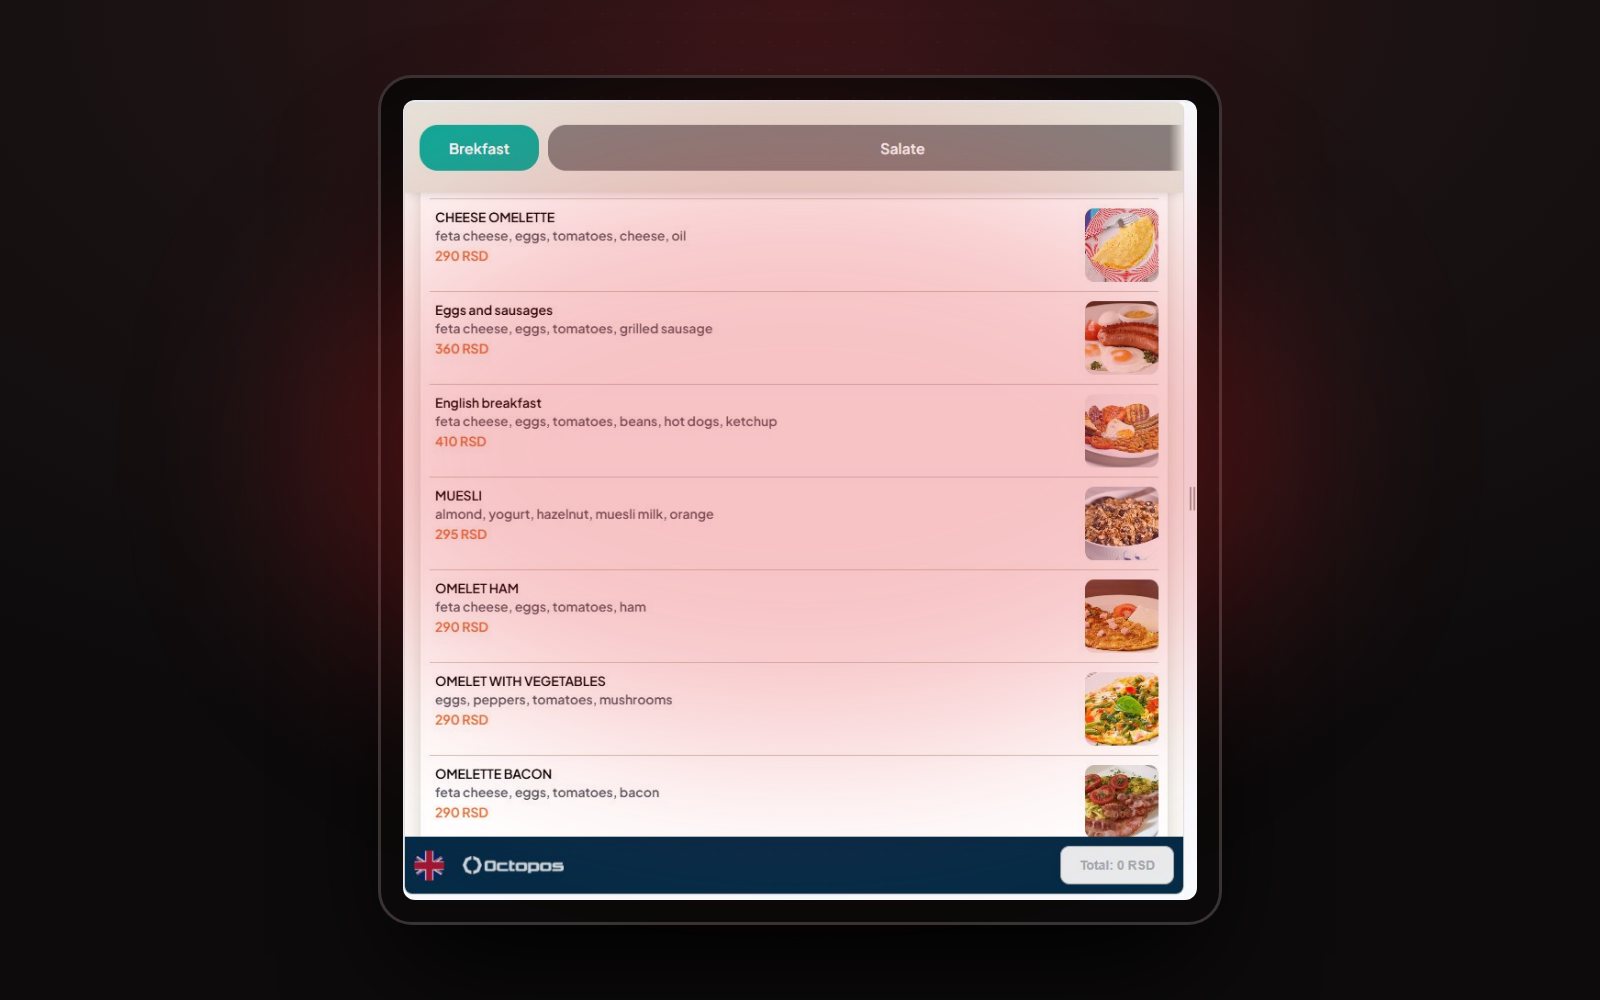 Brekfast
Salate
CHEESE OMELETTE
feta cheese, eggs, tomatoes, cheese, oil
290 RSD
Eggs and sausages
feta cheese, eggs, tomatoes, grilled sausage
360 RSD
English breakfast
feta cheese, eggs, tomatoes, beans, hot dogs, ketchup
410 RSD
MUESLI
almond, yogurt, hazelnut, muesli milk, orange
295 RSD
OMELET HAM
feta cheese, eggs, tomatoes, ham
290 RSD
OMELET WITH VEGETABLES
eggs, peppers, tomatoes, mushrooms
290 RSD
OMELETTE BACON
feta cheese, eggs, tomatoes, bacon
290 RSD
Octopos
Total: 0 RSD